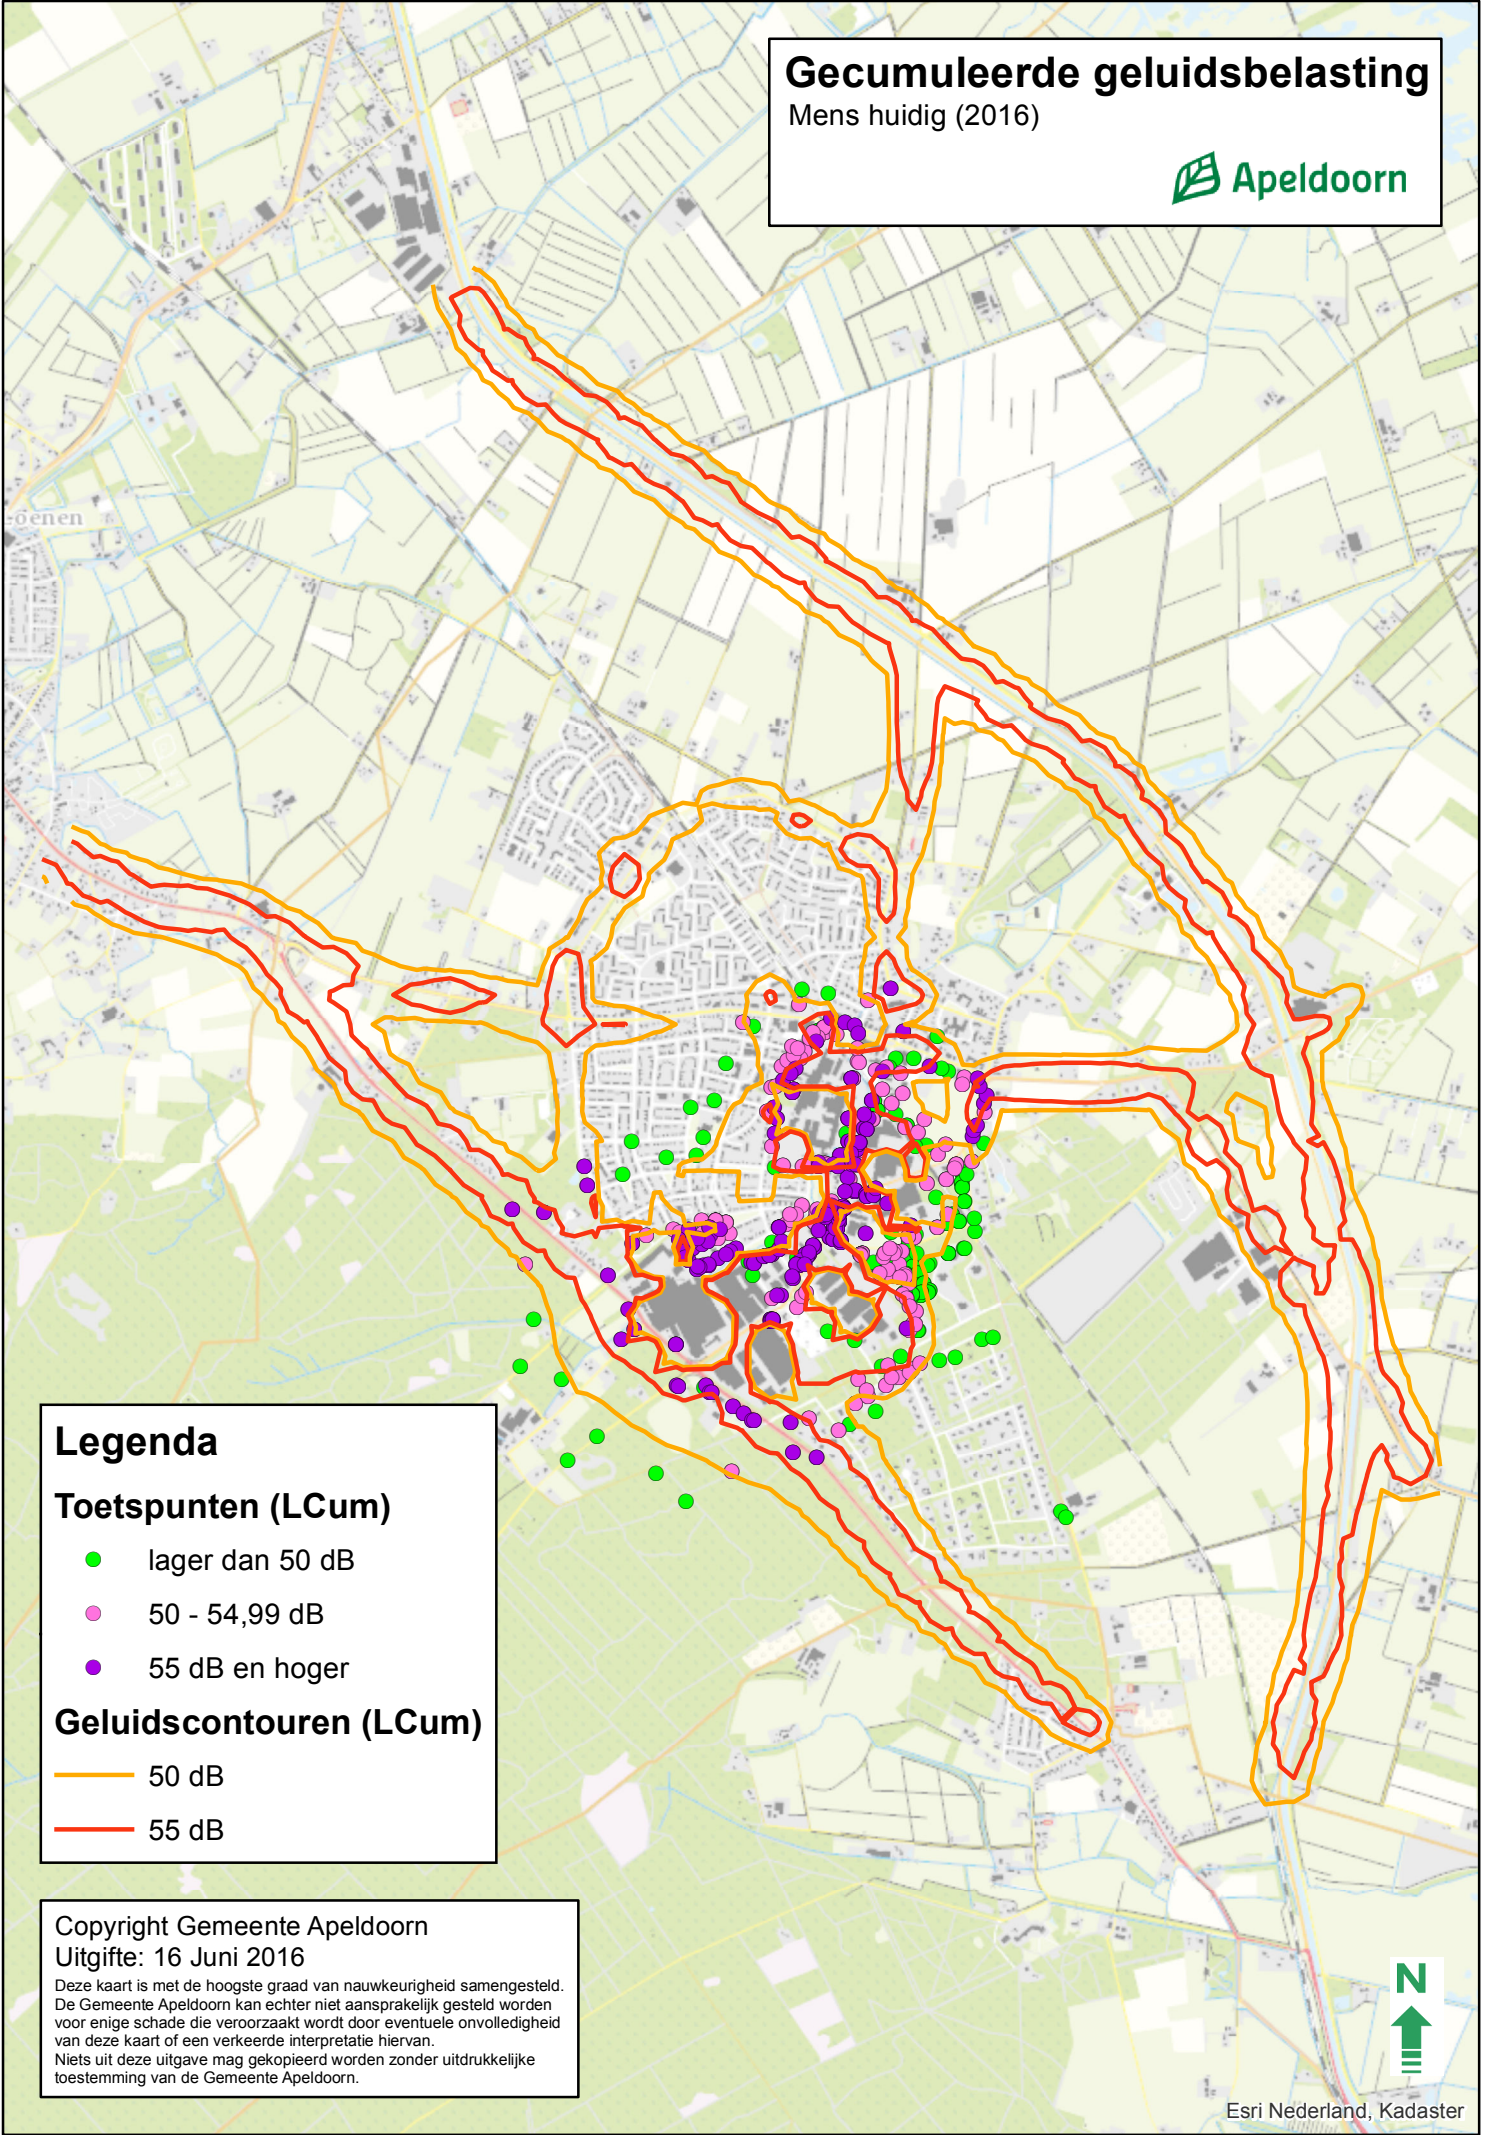 Gecumuleerde geluidsbelasting
Mens huidig (2016)
Apeldoorn
Legenda
Toetspunten (LCum)
lager dan 50 dB
50 - 54,99 dB
55 dB en hoger
Geluidscontouren (LCum)
50 dB
55 dB
Copyright Gemeente Apeldoorn
Uitgifte: 16 Juni 2016
Deze kaart is met de hoogste graad van nauwkeurigheid samengesteld.
De Gemeente Apeldoorn kan echter niet aansprakelijk gesteld worden
voor enige schade die veroorzaakt wordt door eventuele onvolledigheid
van deze kaart of een verkeerde interpretatie hiervan.
Niets uit deze uitgave mag gekopieerd worden zonder uitdrukkelijke
toestemming van de Gemeente Apeldoorn.
N
Esri Nederland, Kadaster